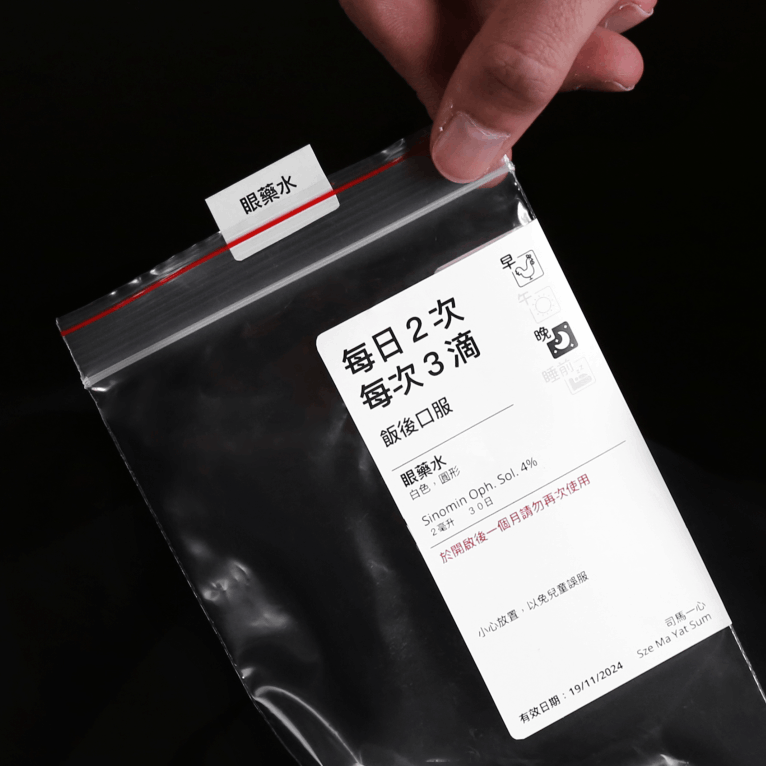 眼藥水
早
午
晚
睡前
每日2次
每次3滴
飯後口服
眼藥水
白色，圓形
Sinomin Oph. Sol. 4%
2毫升 30日
於開啟後一個月請勿再次使用
小心放置，以免兒童誤服
司馬一心
Sze Ma Yat Sum
有效日期：19/11/2024